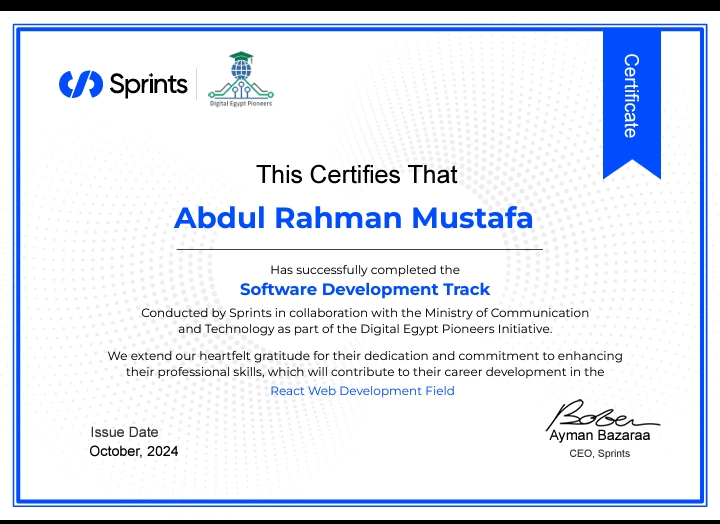 Sprints
Digital Egypt Pioneers
Certificate
This Certifies That
Abdul Rahman Mustafa
Has successfully completed the
Software Development Track
Conducted by Sprints in collaboration with the Ministry of Communication
and Technology as part of the Digital Egypt Pioneers Initiative.
We extend our heartfelt gratitude for their dedication and commitment to enhancing
their professional skills, which will contribute to their career development in the
React Web Development Field
Issue Date
October, 2024
Ayman Bazaraa
CEO, Sprints